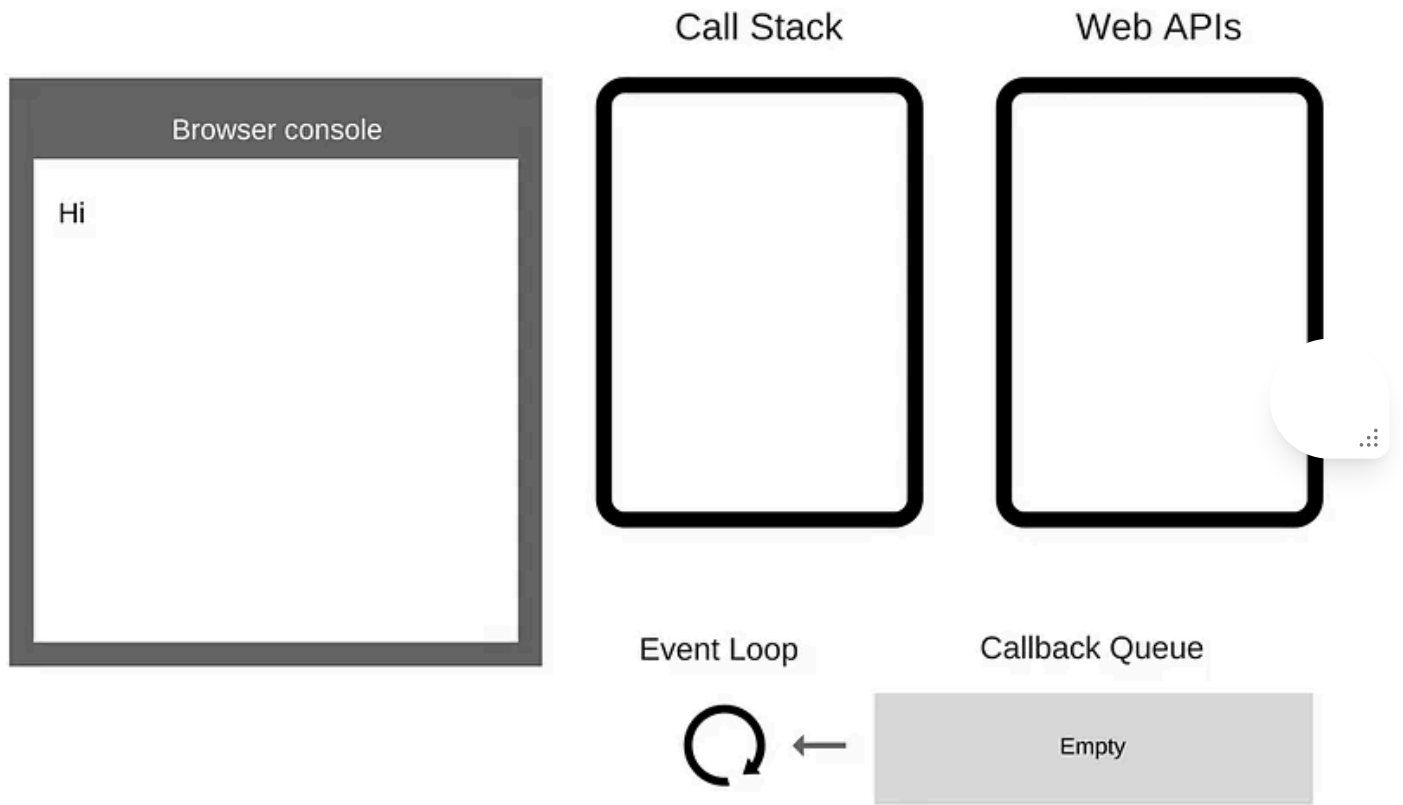 Call Stack
Web APIs
Browser console
Hi
Event Loop
Callback Queue
Empty